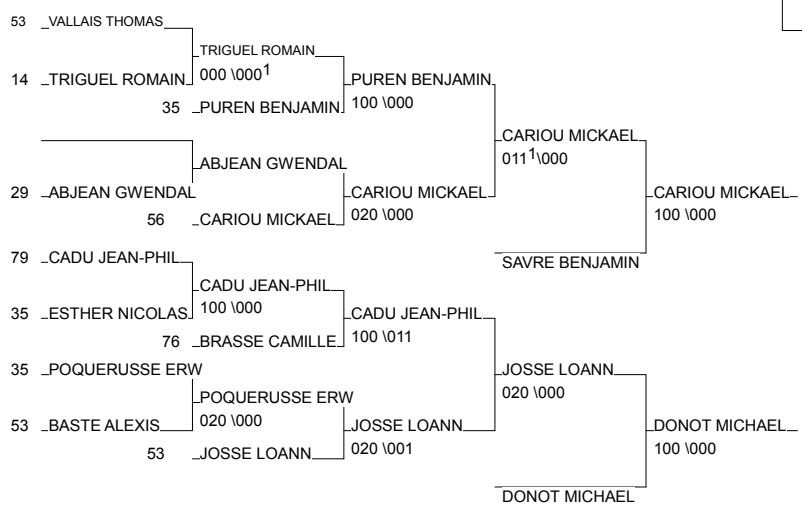 53 VALLAIS THOMAS
TRIGUEL ROMAIN
14 TRIGUEL ROMAIN 000 \000¹ PUREN BENJAMIN
35 PUREN BENJAMIN 100 \000
CARIOU MICKAEL
011¹\000
ABJEAN GWENDAL
29 ABJEAN GWENDAL CARIOU MICKAEL CARIOU MICKAEL
56 CARIOU MICKAEL 020 \000 100 \000
79 CADU JEAN-PHIL SAVRE BENJAMIN
CADU JEAN-PHIL
100 \000
35 ESTHER NICOLAS CADU JEAN-PHIL
76 BRASSE CAMILLE 100 \011
35 POQUERUSSE ERW JOSSE LOANN
020 \000
POQUERUSSE ERW
020 \000
53 BASTE ALEXIS JOSSE LOANN DONOT MICHAEL
53 JOSSE LOANN 020 \001 100 \000
DONOT MICHAEL